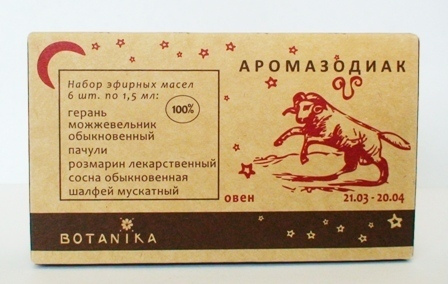 АРОМАЗОДИАК
Набор эфирных масел
6 шт. по 1,5 мл:
100%
герань
можжевельник
обыкновенный
пачули
розмарин лекарственный
сосна обыкновенная
шалфей мускатный
овен
21.03 - 20.04
BOTANIKA